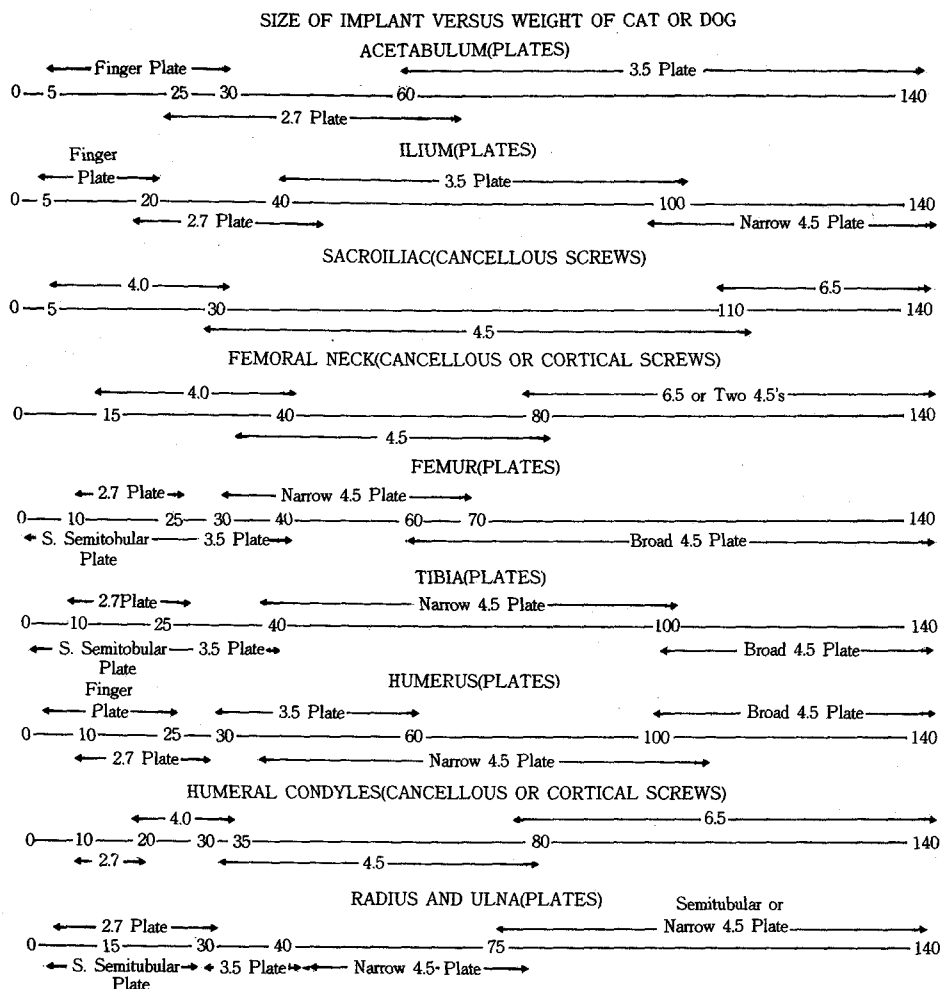 SIZE OF IMPLANT VERSUS WEIGHT OF CAT OR DOG
ACETABULUM(PLATES)
Finger Plate 3.5 Plate
0 5 25 30 60 140
2.7 Plate
ILIUM(PLATES)
Finger
Plate 3.5 Plate
0 5 20 40 100 140
2.7 Plate Narrow 4.5 Plate
SACROILIAC(CANCELLOUS SCREWS)
4.0 6.5
0 5 30 110 140
4.5
FEMORAL NECK(CANCELLOUS OR CORTICAL SCREWS)
4.0 6.5 or Two 4.5's
0 15 40 80 140
4.5
FEMUR(PLATES)
2.7 Plate Narrow 4.5 Plate
0 10 25 30 40 60 70 140
S. Semitohular 3.5 Plate Broad 4.5 Plate
Plate
TIBIA(PLATES)
2.7Plate Narrow 4.5 Plate
0 10 25 40 100 140
S. Semitobular 3.5 Plate Broad 4.5 Plate
Plate
HUMERUS(PLATES)
Finger
Plate 3.5 Plate Broad 4.5 Plate
0 10 25 30 60 100 140
2.7 Plate Narrow 4.5 Plate
HUMERAL CONDYLES(CANCELLOUS OR CORTICAL SCREWS)
4.0 6.5
0 10 20 30 35 80 140
2.7 4.5
RADIUS AND ULNA(PLATES)
Semitubular or
2.7 Plate Narrow 4.5 Plate
0 15 30 40 75 140
S. Semitubular 3.5 Plate Narrow 4.5-Plate
Plate